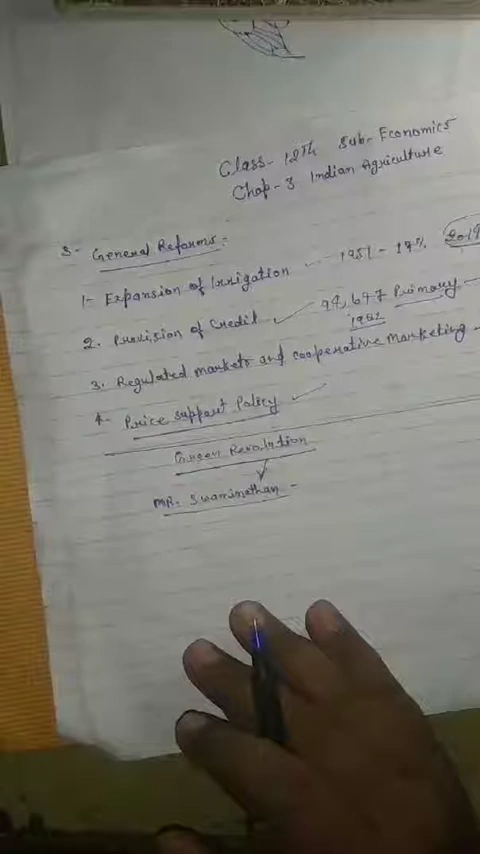 Class- 12th Sub- Economics
Chap- 3 Indian Agriculture
3- General Reforms:-
1- Expansion of Irrigation -- 1951 - 17% 2019
2. Provision of Credit 94,677 Primary -
1982
3. Regulated markets and cooperative marketing -
4- Price support Policy
Green Revolution
MR. Swaminathan -